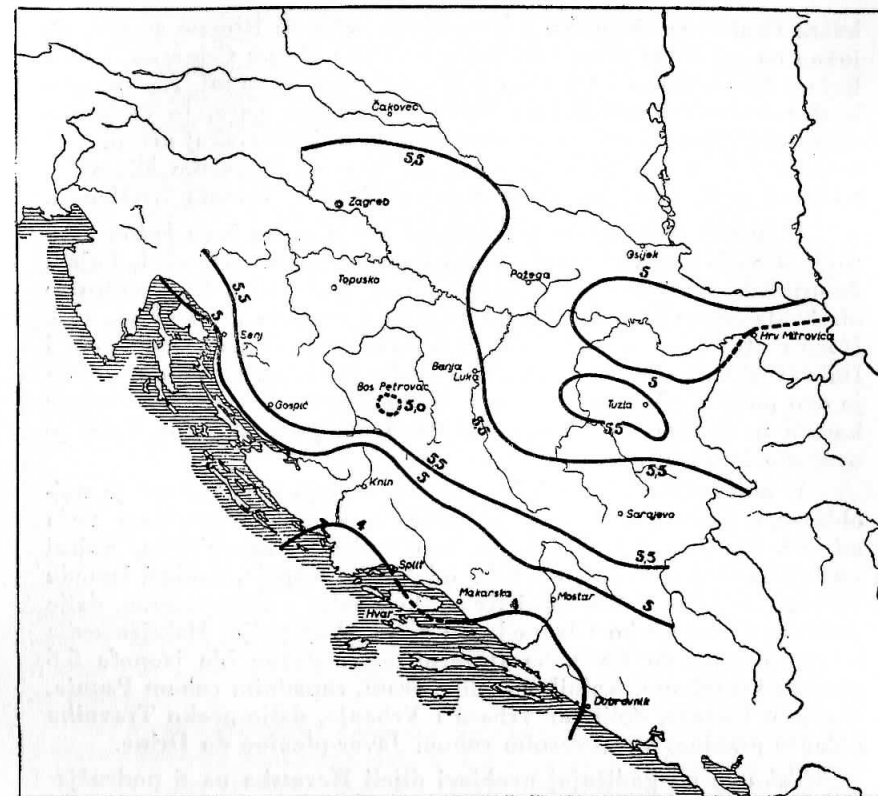 Čakovec
5,5
Zagreb
Osijek
5,5
Topusko
Požega
5
5
Senj
Hrv Mitrovica
Banja
Luka
5
Bos Petrovac
Gospić
5,0
Tuzla
5,5
5,5
5,5
5,5
Knin
5
Sarajevo
4
5,5
Split
Makarska
4
Mostar
5
Hvar
Dubrovnik